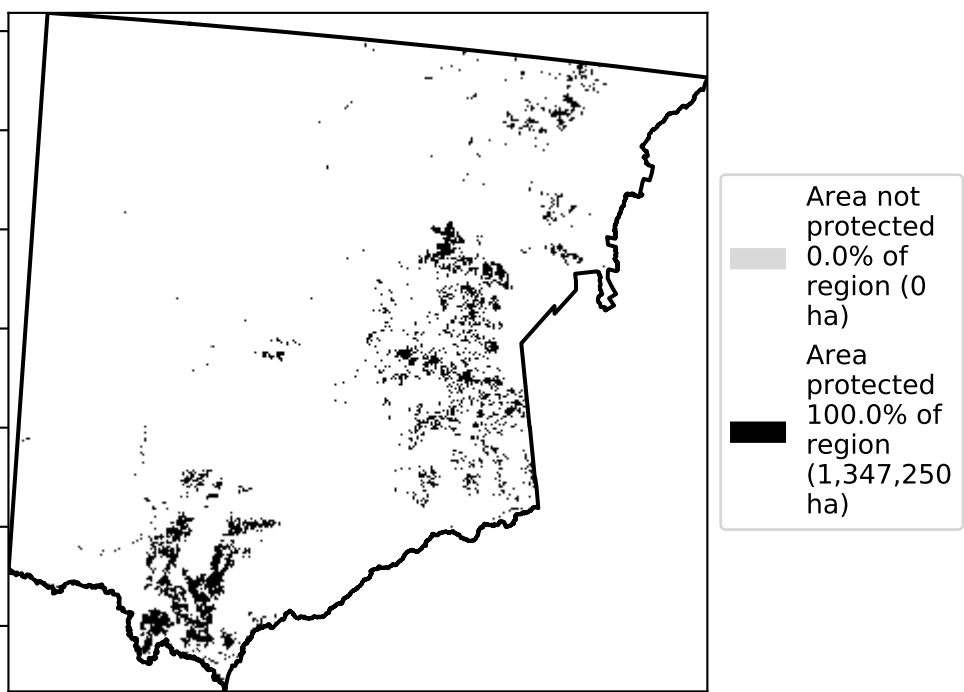 Area not
protected
0.0% of
region (0
ha)
Area
protected
100.0% of
region
(1,347,250
ha)